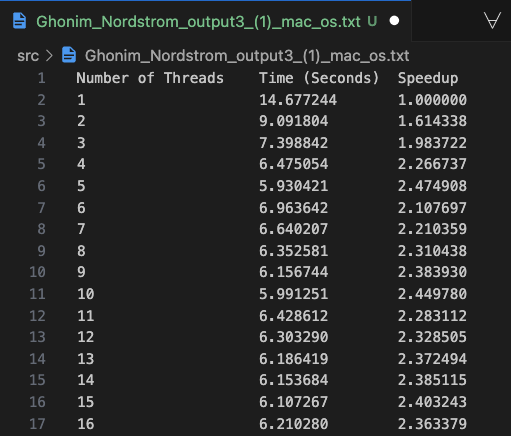 Ghonim_Nordstrom_output3_(1)_mac_os.txt U
src > Ghonim_Nordstrom_output3_(1)_mac_os.txt
1 Number of Threads Time (Seconds) Speedup
2 1 14.677244 1.000000
3 2 9.091804 1.614338
4 3 7.398842 1.983722
5 4 6.475054 2.266737
6 5 5.930421 2.474908
7 6 6.963642 2.107697
8 7 6.640207 2.210359
9 8 6.352581 2.310438
10 9 6.156744 2.383930
11 10 5.991251 2.449780
12 11 6.428612 2.283112
13 12 6.303290 2.328505
14 13 6.186419 2.372494
15 14 6.153684 2.385115
16 15 6.107267 2.403243
17 16 6.210280 2.363379